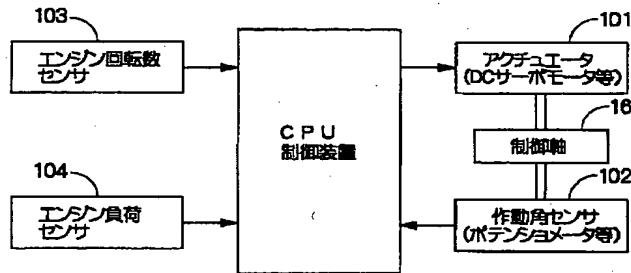 103
エンジン回転数
センサ
104
エンジン負荷
センサ
CPU
制御装置
101
アクチュエータ
(DCサーボモータ等)
16
制御軸
102
作動角センサ
(ポテンショメータ等)